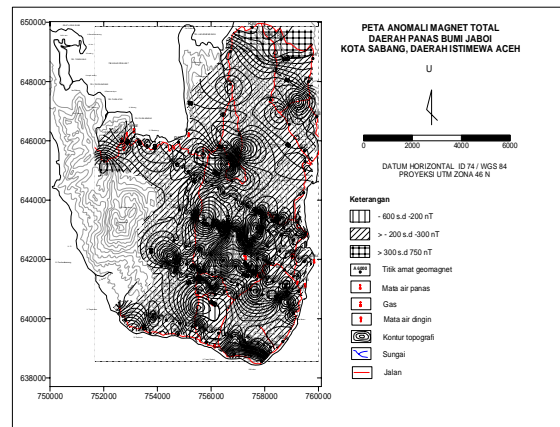 PETA ANOMALI MAGNET TOTAL
DAERAH PANAS BUMI JABOI
KOTA SABANG, DAERAH ISTIMEWA ACEH
U
0 2000 4000 6000
DATUM HORIZONTAL ID 74 / WGS 84
PROYEKSI UTM ZONA 46 N
Keterangan
- 600 s.d -200 nT
> - 200 s.d -300 nT
> 300 s.d 750 nT
Titik amat geomagnet
Mata air panas
Gas
Mata air dingin
Kontur topografi
Sungai
Jalan
650000
648000
646000
644000
642000
640000
638000
750000 752000 754000 756000 758000 760000